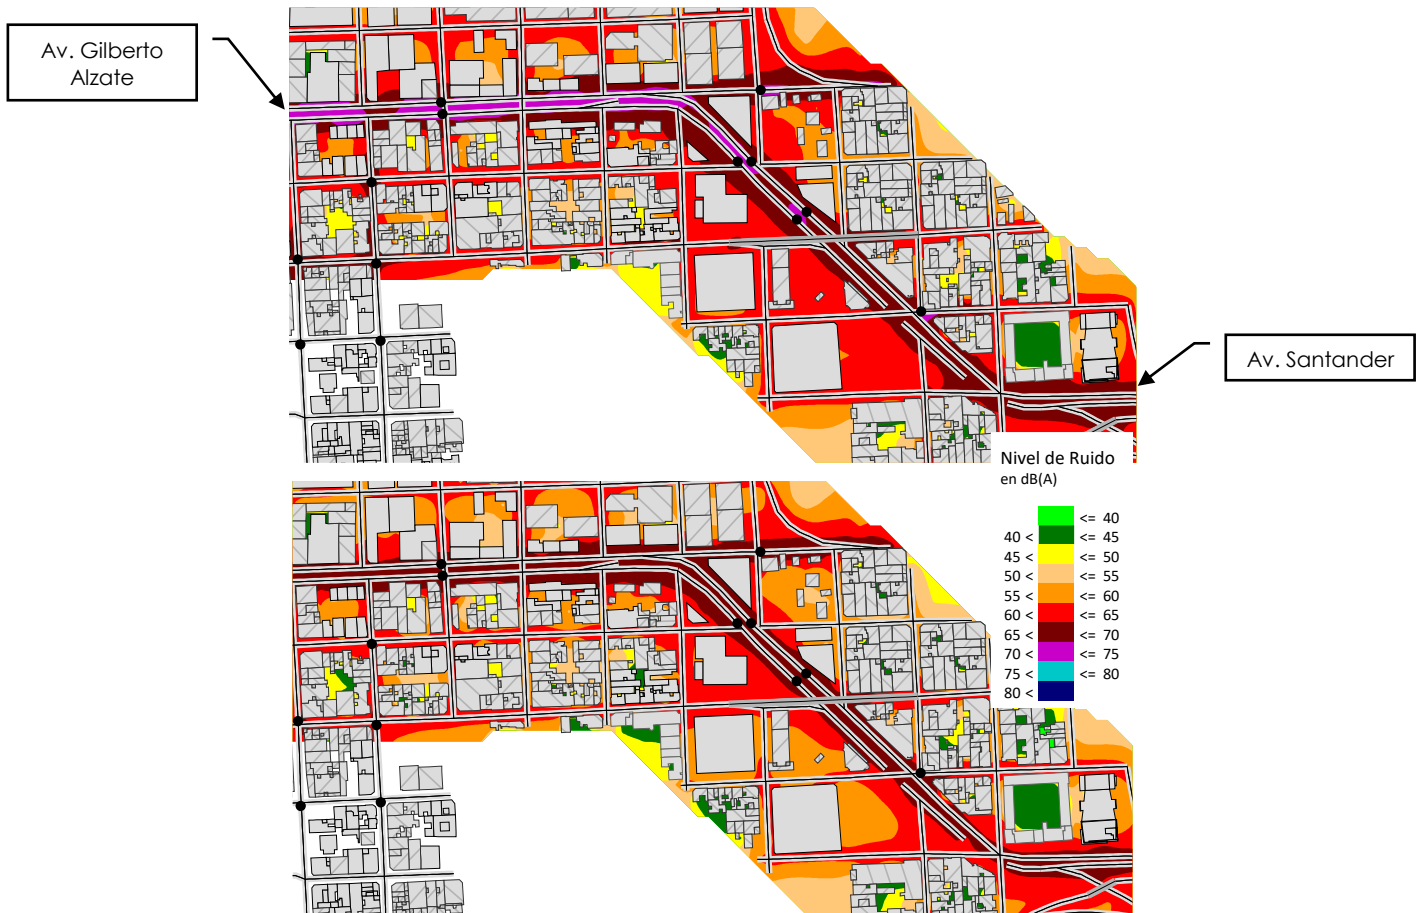 Av. Gilberto
Alzate
Av. Santander
Nivel de Ruido
en dB(A)
<= 40
40 < <= 45
45 < <= 50
50 < <= 55
55 < <= 60
60 < <= 65
65 < <= 70
70 < <= 75
75 < <= 80
80 <